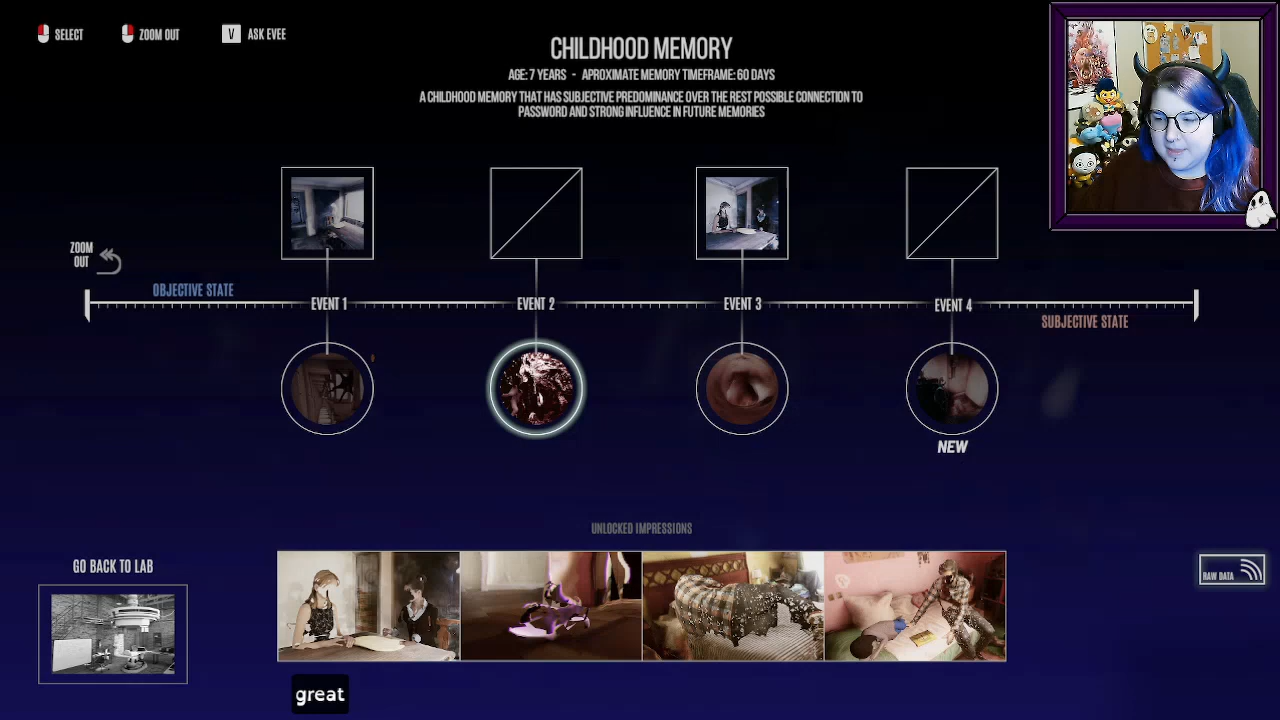 SELECT
ZOOM OUT
V
ASK EVEE
CHILDHOOD MEMORY
AGE: 7 YEARS - APROXIMATE MEMORY TIMEFRAME: 60 DAYS
A CHILDHOOD MEMORY THAT HAS SUBJECTIVE PREDOMINANCE OVER THE REST POSSIBLE CONNECTION TO
PASSWORD AND STRONG INFLUENCE IN FUTURE MEMORIES
ZOOM
OUT
OBJECTIVE STATE
EVENT 1
EVENT 2
EVENT 3
EVENT 4
SUBJECTIVE STATE
NEW
UNLOCKED IMPRESSIONS
GO BACK TO LAB
RAW DATA
great